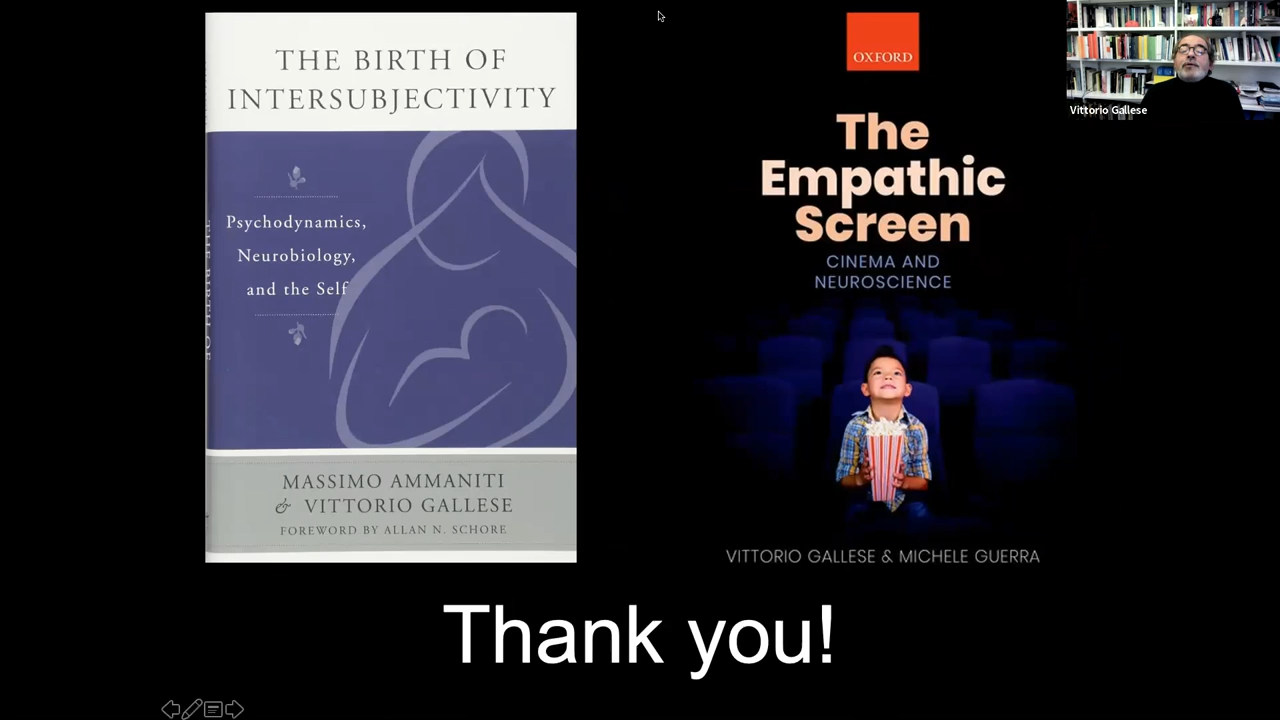 THE BIRTH OF
INTERSUBJECTIVITY
Psychodynamics,
Neurobiology,
and the Self
MASSIMO AMMANITI
& VITTORIO GALLESE
FOREWORD BY ALLAN N. SCHORE
OXFORD
The
Empathic
Screen
CINEMA AND
NEUROSCIENCE
VITTORIO GALLESE & MICHELE GUERRA
Vittorio Gallese
Thank you!